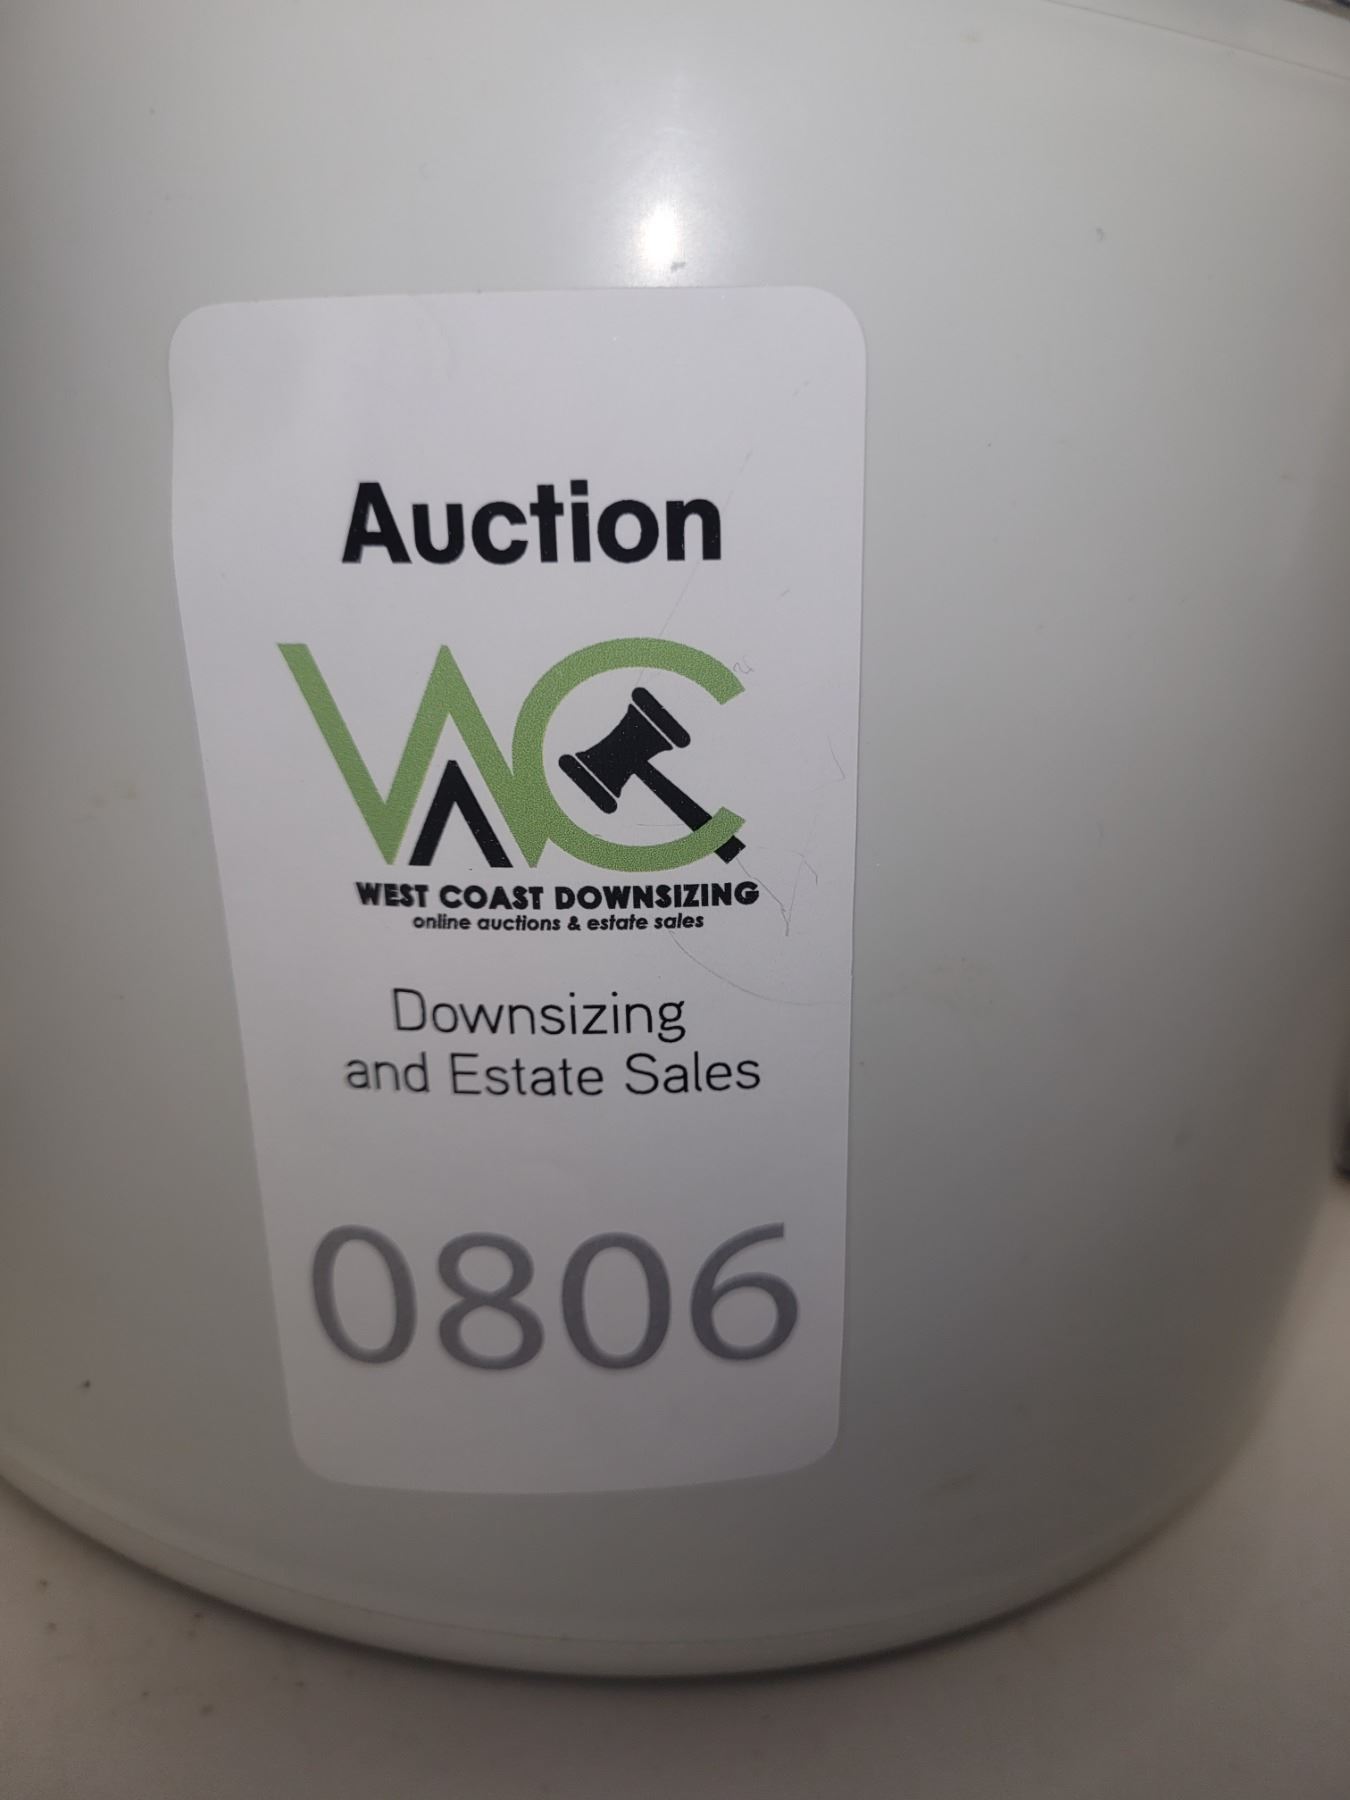 Auction
WC
WEST COAST DOWNSIZING
online auctions & estate sales
Downsizing
and Estate Sales
0806